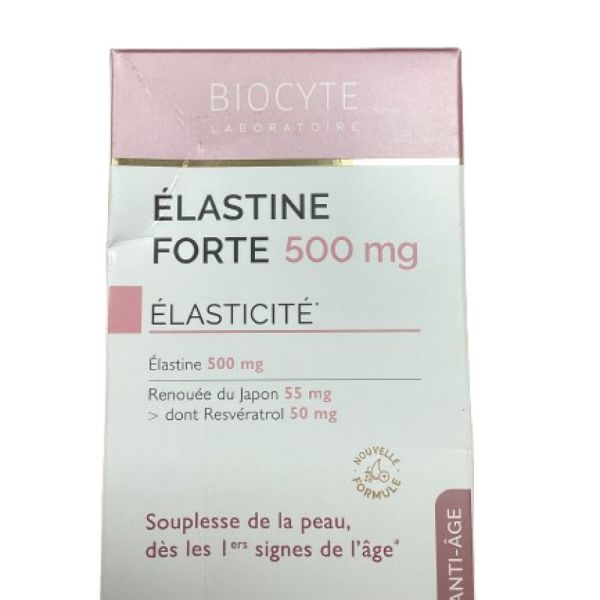 BIOCYTE
LABORATOIRE
ÉLASTINE
FORTE 500 mg
ÉLASTICITÉ*
Élastine 500 mg
Renouée du Japon 55 mg
> dont Resvératrol 50 mg
NOUVELLE
FORMULE
Souplesse de la peau,
dès les 1ers signes de l'âge*
ANTI-ÂGE